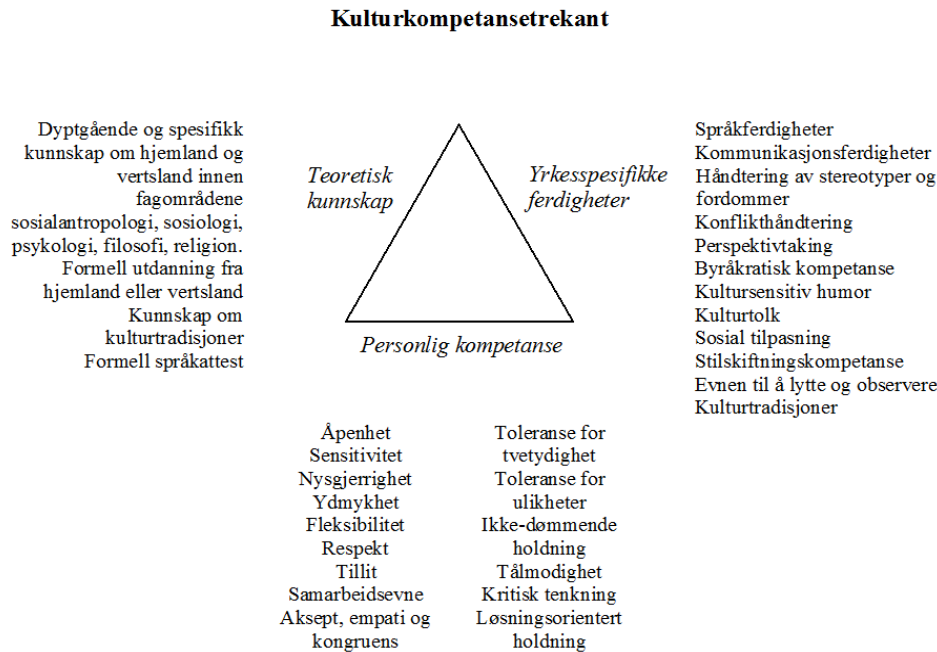 Kulturkompetansetrekant
Dyptgående og spesifikk
kunnskap om hjemland og
vertsland innen
fagområdene
sosialantropologi, sosiologi,
psykologi, filosofi, religion.
Formell utdanning fra
hjemland eller vertsland
Kunnskap om
kulturtradisjoner
Formell språkattest
Teoretisk
kunnskap
Yrkesspesifikke
ferdigheter
Personlig kompetanse
Språkferdigheter
Kommunikasjonsferdigheter
Håndtering av stereotyper og
fordommer
Konflikthåndtering
Perspektivtaking
Byråkratisk kompetanse
Kultursensitiv humor
Kulturtolk
Sosial tilpasning
Stilskiftningskompetanse
Evnen til å lytte og observere
Kulturtradisjoner
Åpenhet
Sensitivitet
Nysgjerrighet
Ydmykhet
Fleksibilitet
Respekt
Tillit
Samarbeidsevne
Aksept, empati og
kongruens
Toleranse for
tvetydighet
Toleranse for
ulikheter
Ikke-dømmende
holdning
Tålmodighet
Kritisk tenkning
Løsningsorientert
holdning